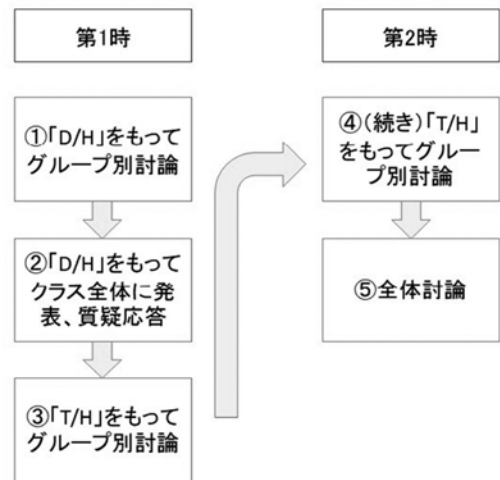 第1時
①「D/H」をもって
グループ別討論
②「D/H」をもって
クラス全体に発
表、質疑応答
③「T/H」をもって
グループ別討論
第2時
④(続き)「T/H」
をもってグルー
プ別討論
⑤全体討論